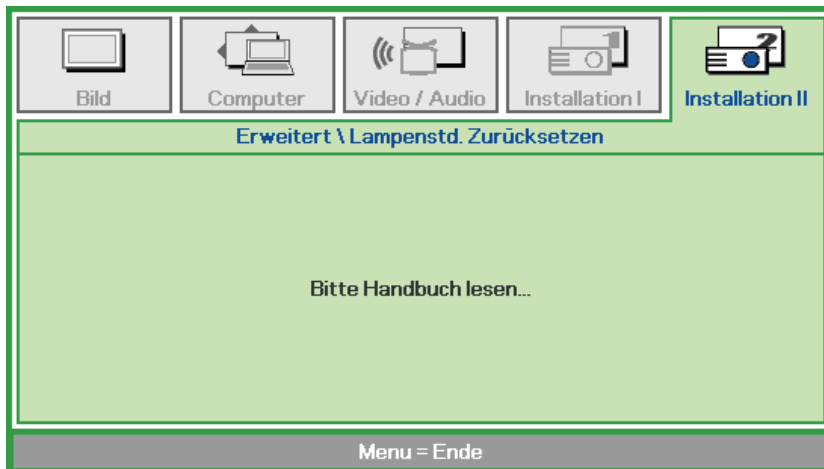 Bild
Computer
Video / Audio
Installation I
Installation II
Erweitert \ Lampenstd. Zurücksetzen
Bitte Handbuch lesen...
Menu = Ende